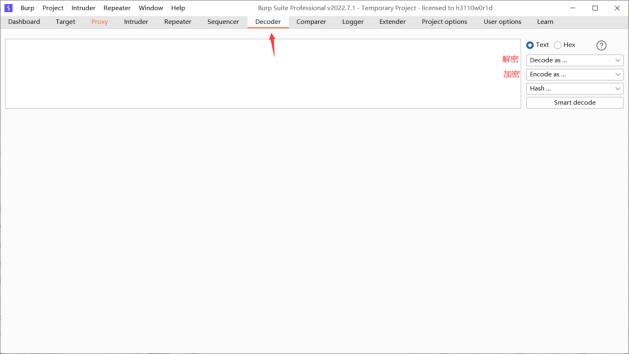 Burp Project Intruder Repeater Window Help Burp Suite Professional v2022.7.1 - Temporary Project - licensed to h3110w0r1d
Dashboard Target Proxy Intruder Repeater Sequencer Decoder Comparer Logger Extender Project options User options Learn
Text Hex ?
解密 Decode as ...
加密 Encode as ...
Hash ...
Smart decode